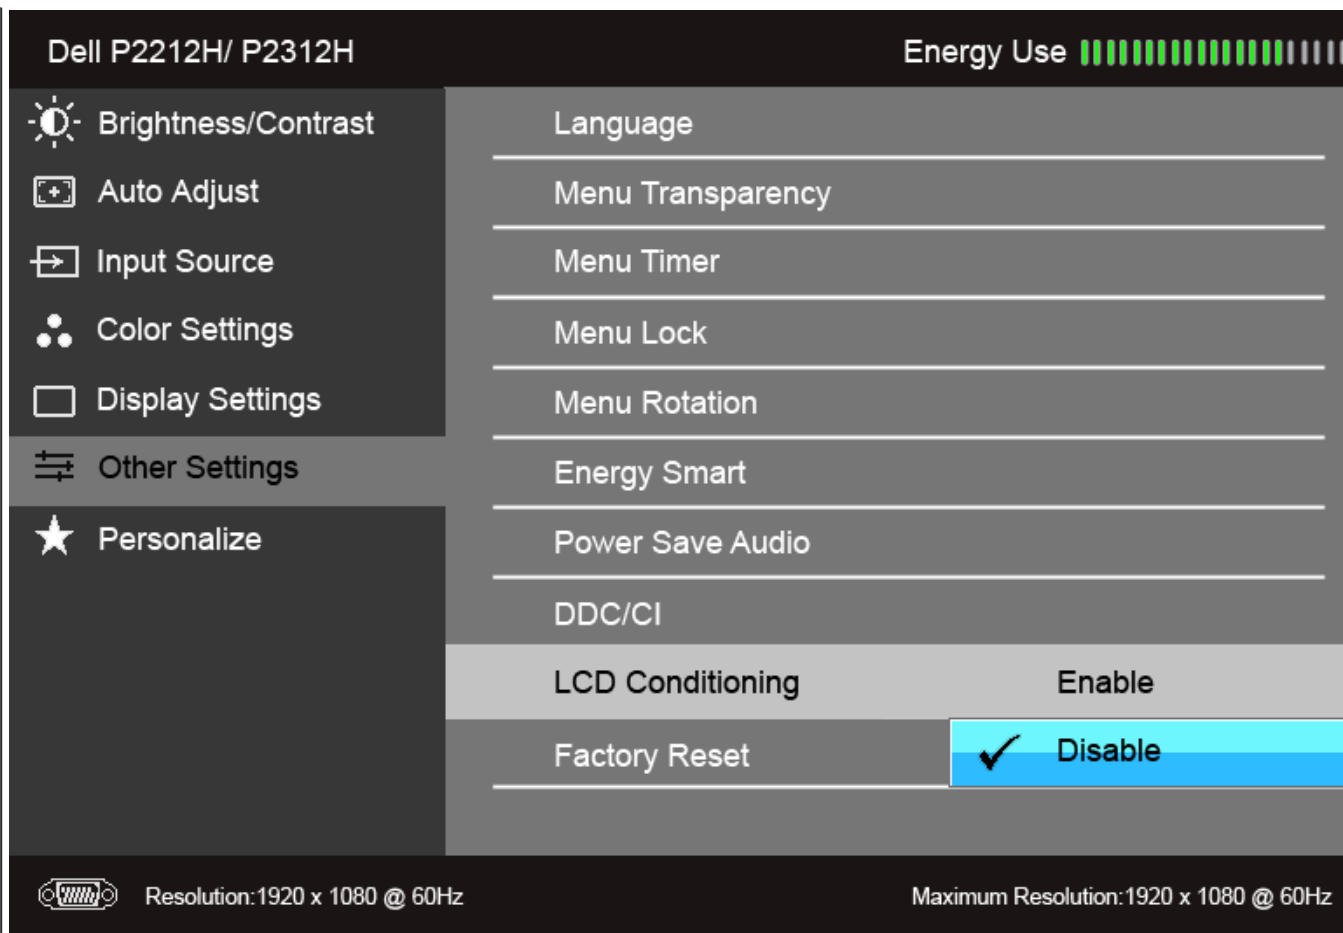 Dell P2212H/ P2312H Energy Use
Brightness/Contrast
Auto Adjust
Input Source
Color Settings
Display Settings
Other Settings
Personalize
Language
Menu Transparency
Menu Timer
Menu Lock
Menu Rotation
Energy Smart
Power Save Audio
DDC/CI
LCD Conditioning Enable
Factory Reset Disable
Resolution:1920 x 1080 @ 60Hz Maximum Resolution:1920 x 1080 @ 60Hz